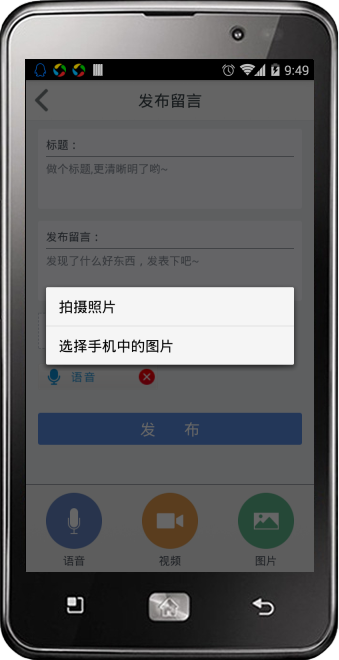 9:49
发布留言
标题：
做个标题,更清晰明了哟~
发布留言：
发现了什么好东西，发表下吧~
拍摄照片
选择手机中的图片
语音
发 布
语音 视频 图片